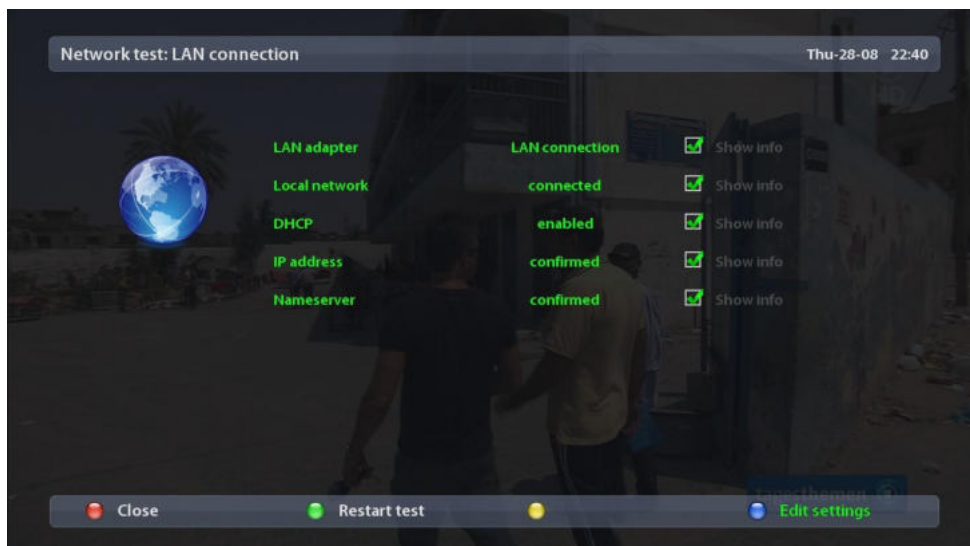 Network test: LAN connection Thu-28-08 22:40
LAN adapter LAN connection Show info
Local network connected Show info
DHCP enabled Show info
IP address confirmed Show info
Nameserver confirmed Show info
tagesthemen
Close Restart test Edit settings